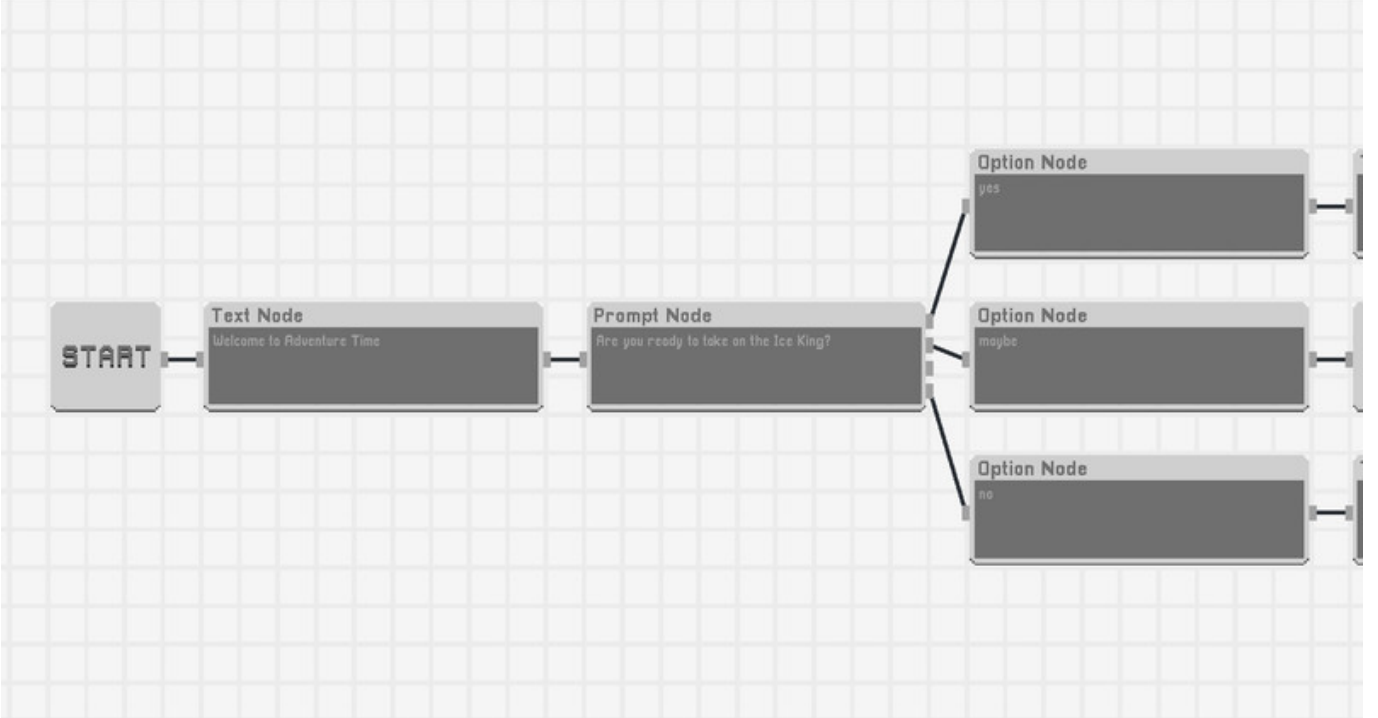 START
Text Node
Welcome to Adventure Time
Prompt Node
Are you ready to take on the Ice King?
Option Node
yes
Option Node
maybe
Option Node
no